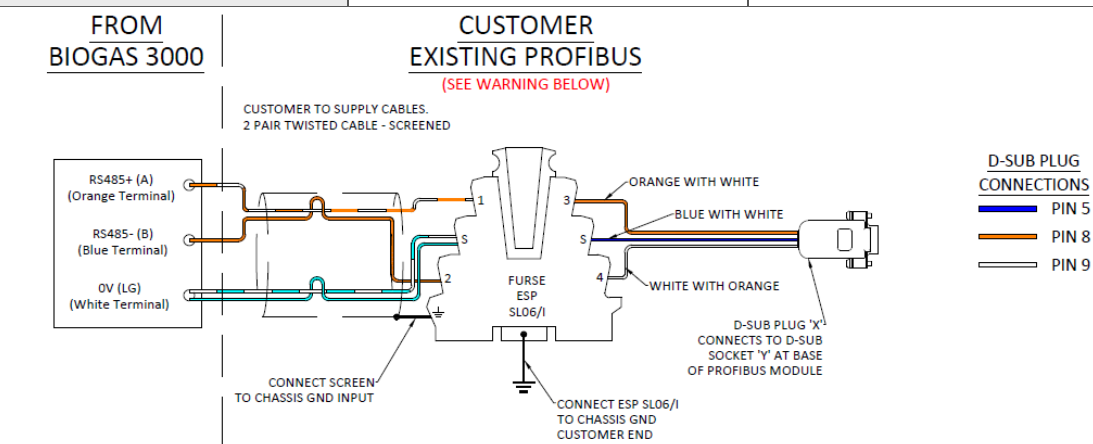 FROM
BIOGAS 3000
CUSTOMER
EXISTING PROFIBUS
(SEE WARNING BELOW)
CUSTOMER TO SUPPLY CABLES.
2 PAIR TWISTED CABLE - SCREENED
RS485+ (A)
(Orange Terminal)
RS485- (B)
(Blue Terminal)
0V (LG)
(White Terminal)
1
S
2
3
S
4
FURSE
ESP
SL06/I
ORANGE WITH WHITE
BLUE WITH WHITE
WHITE WITH ORANGE
D-SUB PLUG
CONNECTIONS
PIN 5
PIN 8
PIN 9
D-SUB PLUG 'X'
CONNECTS TO D-SUB
SOCKET 'Y' AT BASE
OF PROFIBUS MODULE
CONNECT SCREEN
TO CHASSIS GND INPUT
CONNECT ESP SL06/I
TO CHASSIS GND
CUSTOMER END